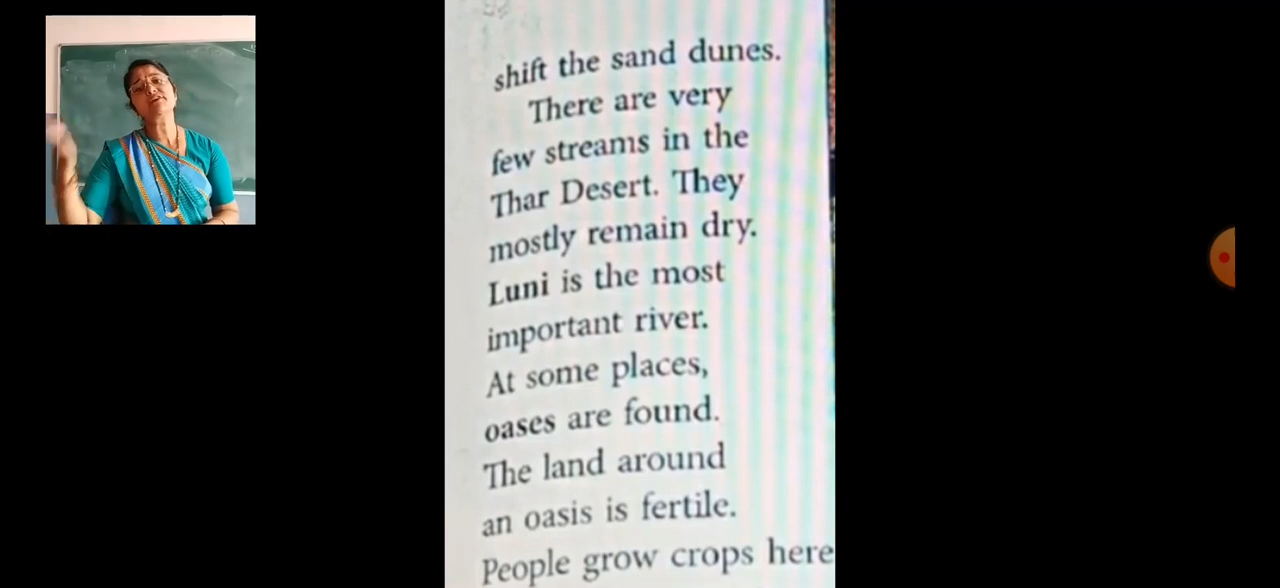 shift the sand dunes.
There are very
few streams in the
Thar Desert. They
mostly remain dry.
Luni is the most
important river.
At some places,
oases are found.
The land around
an oasis is fertile.
People grow crops here